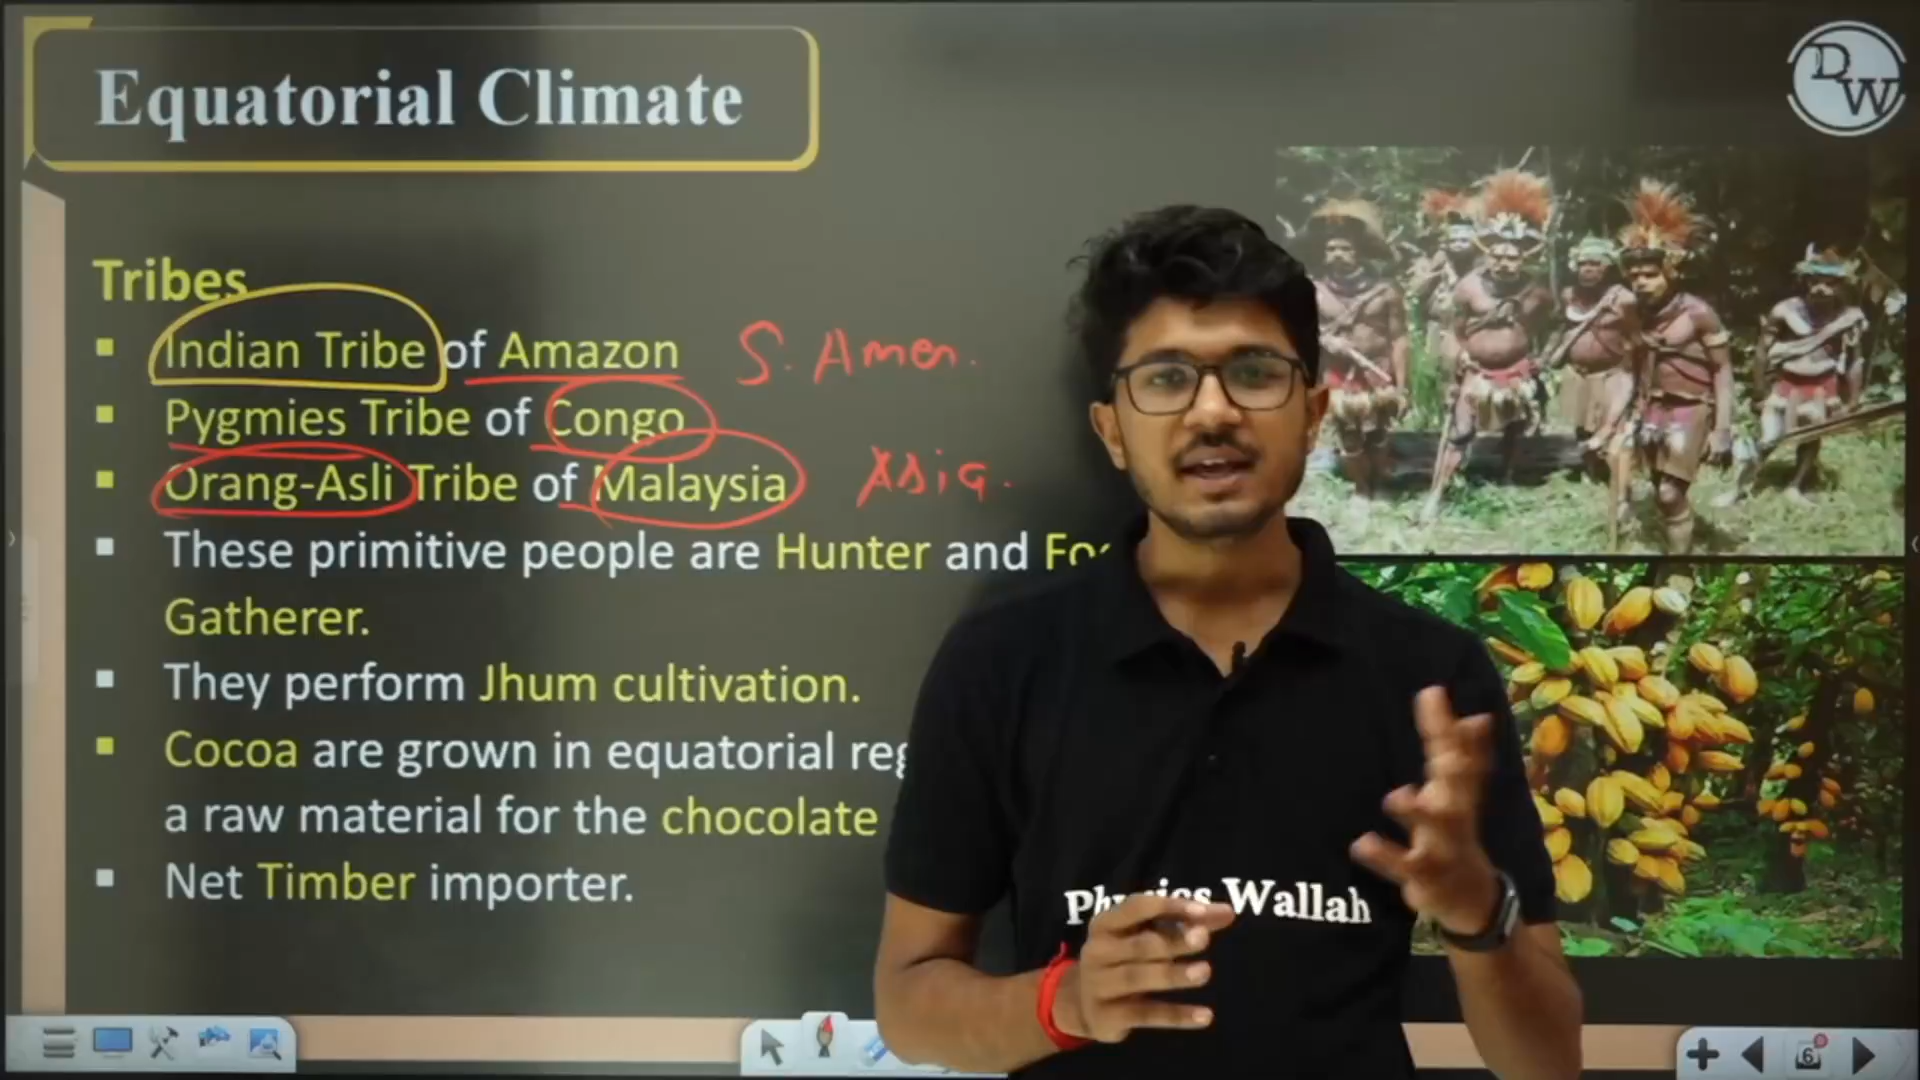 Equatorial Climate
Tribes
Indian Tribe of Amazon S. Amer.
Pygmies Tribe of Congo
Orang-Asli Tribe of Malaysia Asia.
These primitive people are Hunter and
Gatherer.
They perform Jhum cultivation.
Cocoa are grown in equatorial
a raw material for the chocolate
Net Timber importer.
Physics Wallah
6